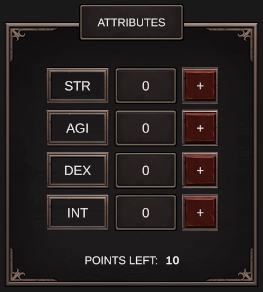 ATTRIBUTES
STR 0 +
AGI 0 +
DEX 0 +
INT 0 +
POINTS LEFT: 10